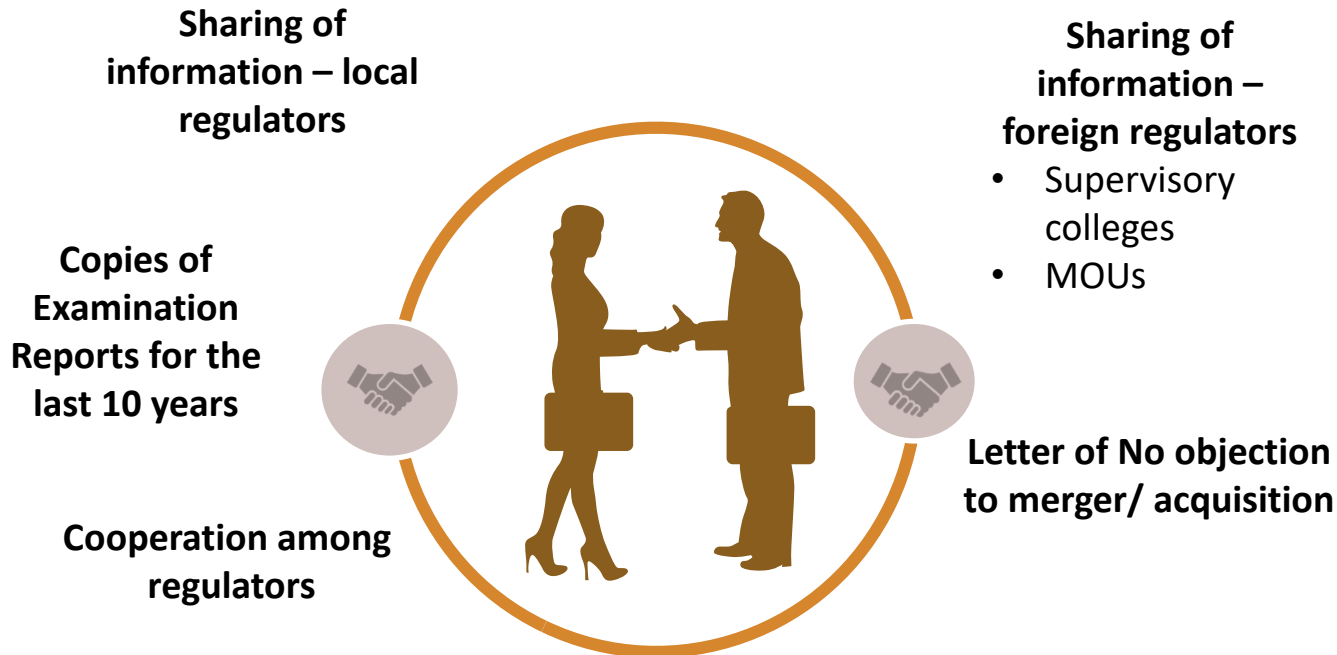 Sharing of
information – local
regulators
Copies of
Examination
Reports for the
last 10 years
Cooperation among
regulators
Sharing of
information –
foreign regulators
• Supervisory
colleges
• MOUs
Letter of No objection
to merger/ acquisition